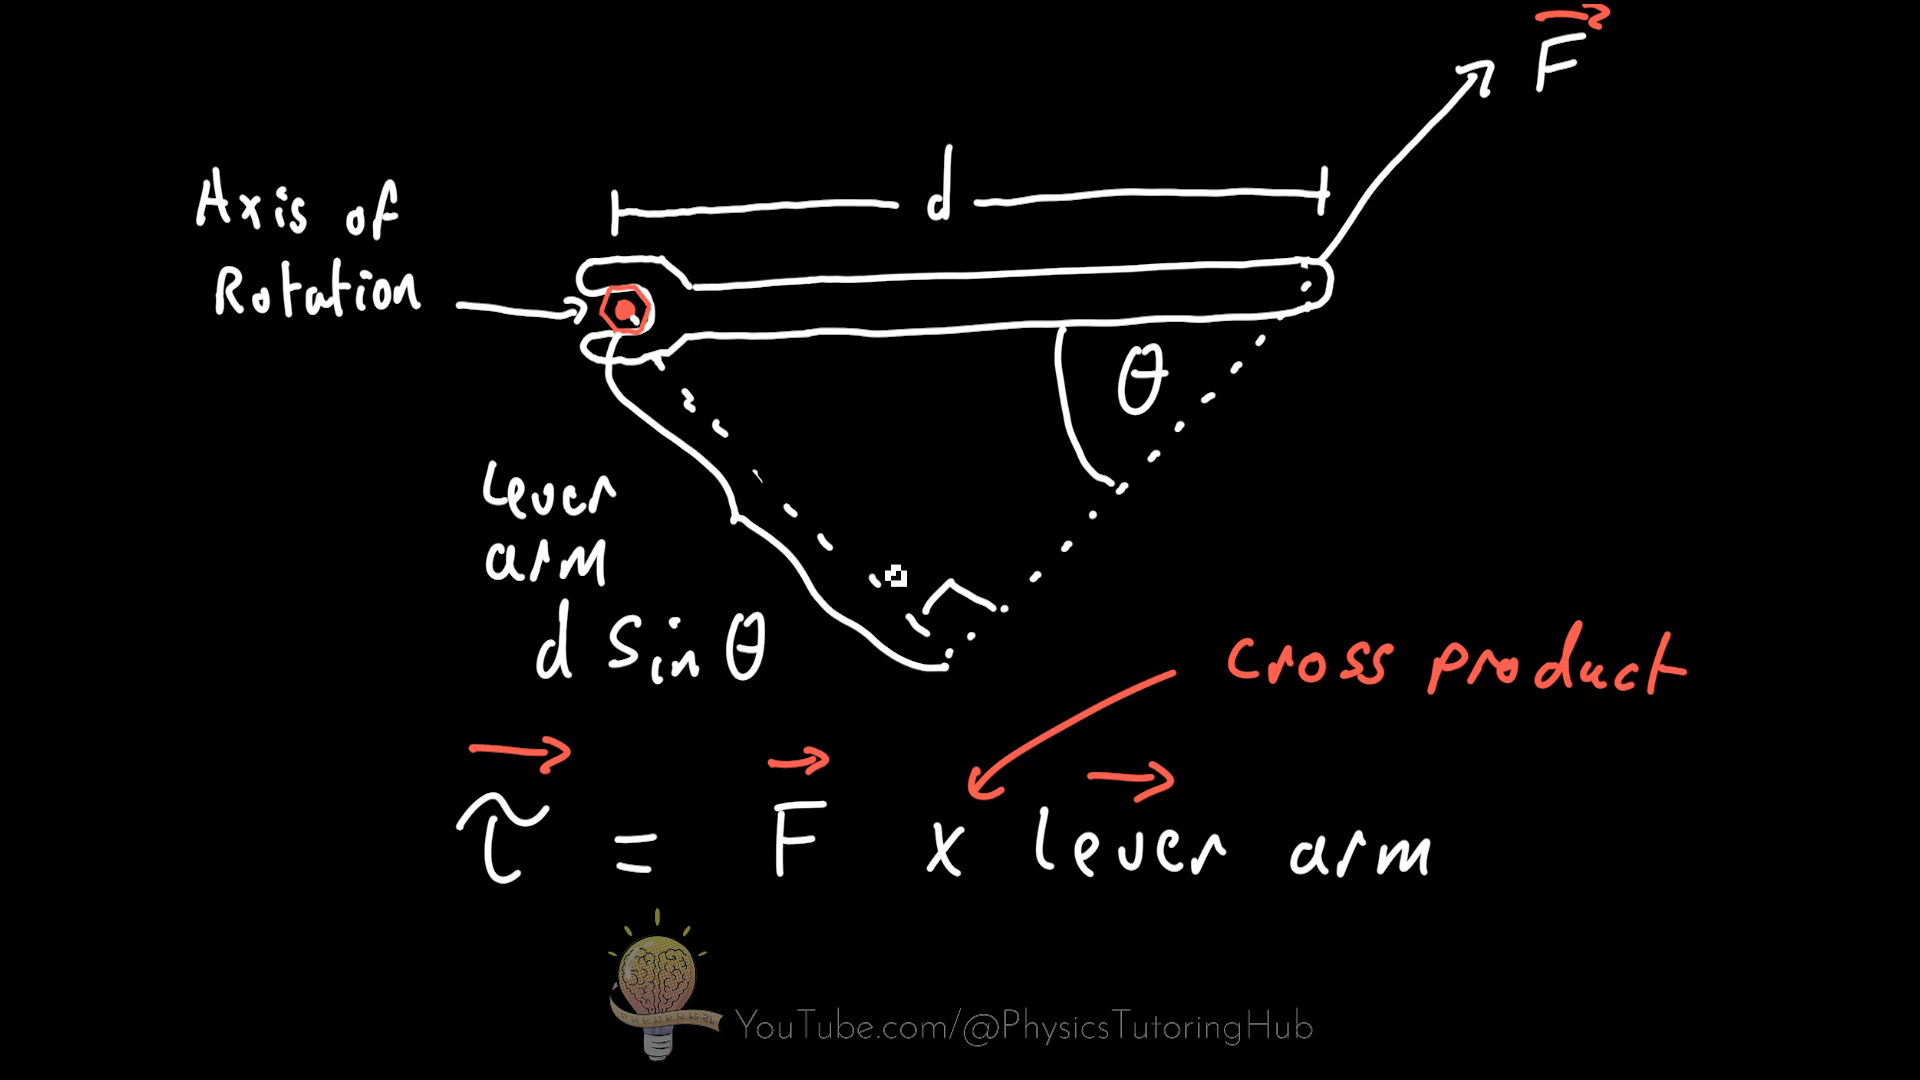 F
d
Axis of
Rotation
θ
Lever
arm
d sin θ
cross product
τ = F x lever arm
YouTube.com/@PhysicsTutoringHub